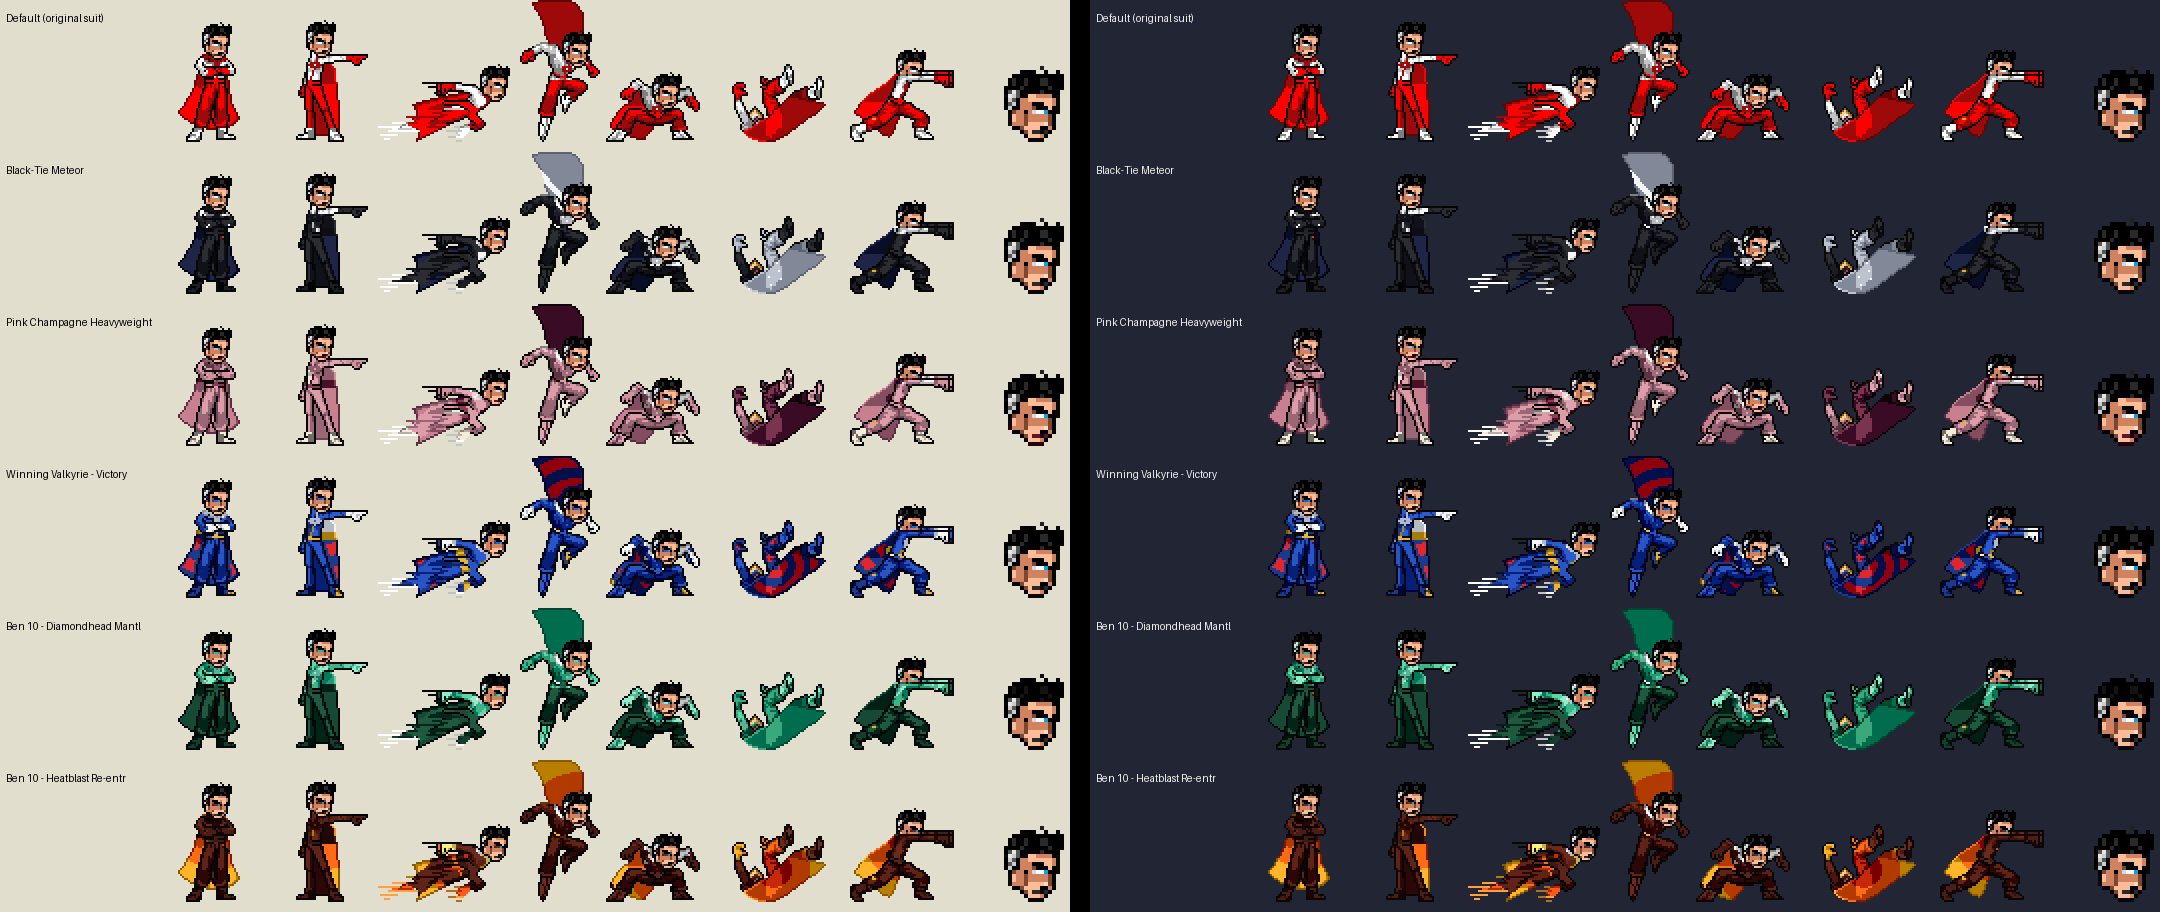 Default (original suit)
Default (original suit)
Black-Tie Meteor
Black-Tie Meteor
Pink Champagne Heavyweight
Pink Champagne Heavyweight
Winning Valkyrie - Victory
Winning Valkyrie - Victory
Ben 10 - Diamondhead Mantl
Ben 10 - Diamondhead Mantl
Ben 10 - Heatblast Re-entr
Ben 10 - Heatblast Re-entr